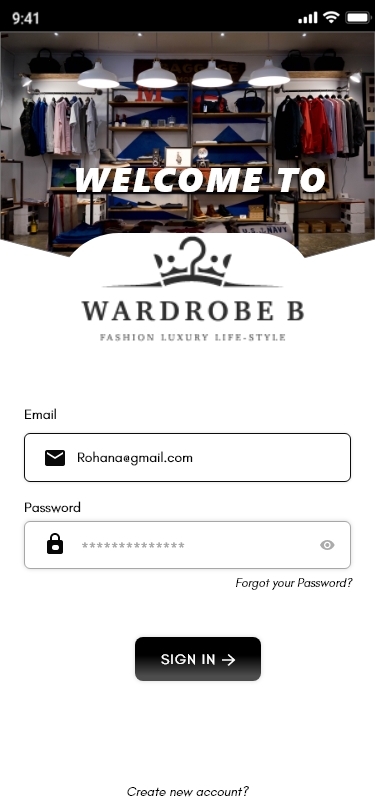 9:41
WELCOME TO
WARDROBE B
FASHION LUXURY LIFE-STYLE
Email
Rohana@gmail.com
Password
**************
Forgot your Password?
SIGN IN →
Create new account?